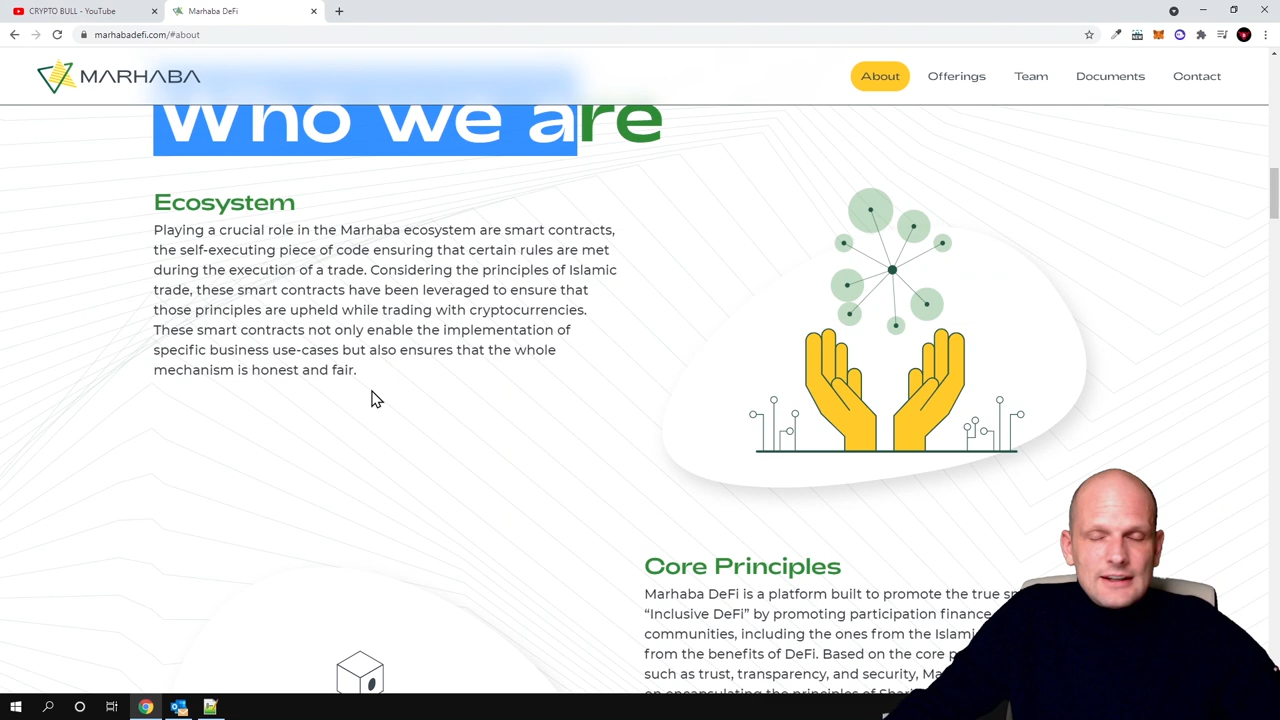 CRYPTO BULL - YouTube
Marhaba DeFi
marhabadefi.com/#about
MARHABA
About
Offerings
Team
Documents
Contact
Who we are
Ecosystem
Playing a crucial role in the Marhaba ecosystem are smart contracts,
the self-executing piece of code ensuring that certain rules are met
during the execution of a trade. Considering the principles of Islamic
trade, these smart contracts have been leveraged to ensure that
those principles are upheld while trading with cryptocurrencies.
These smart contracts not only enable the implementation of
specific business use-cases but also ensures that the whole
mechanism is honest and fair.
Core Principles
Marhaba DeFi is a platform built to promote the true
“Inclusive DeFi” by promoting participation finance
communities, including the ones from the
from the benefits of DeFi. Based on the core
such as trust, transparency, and security,
on encapsulating the principles of